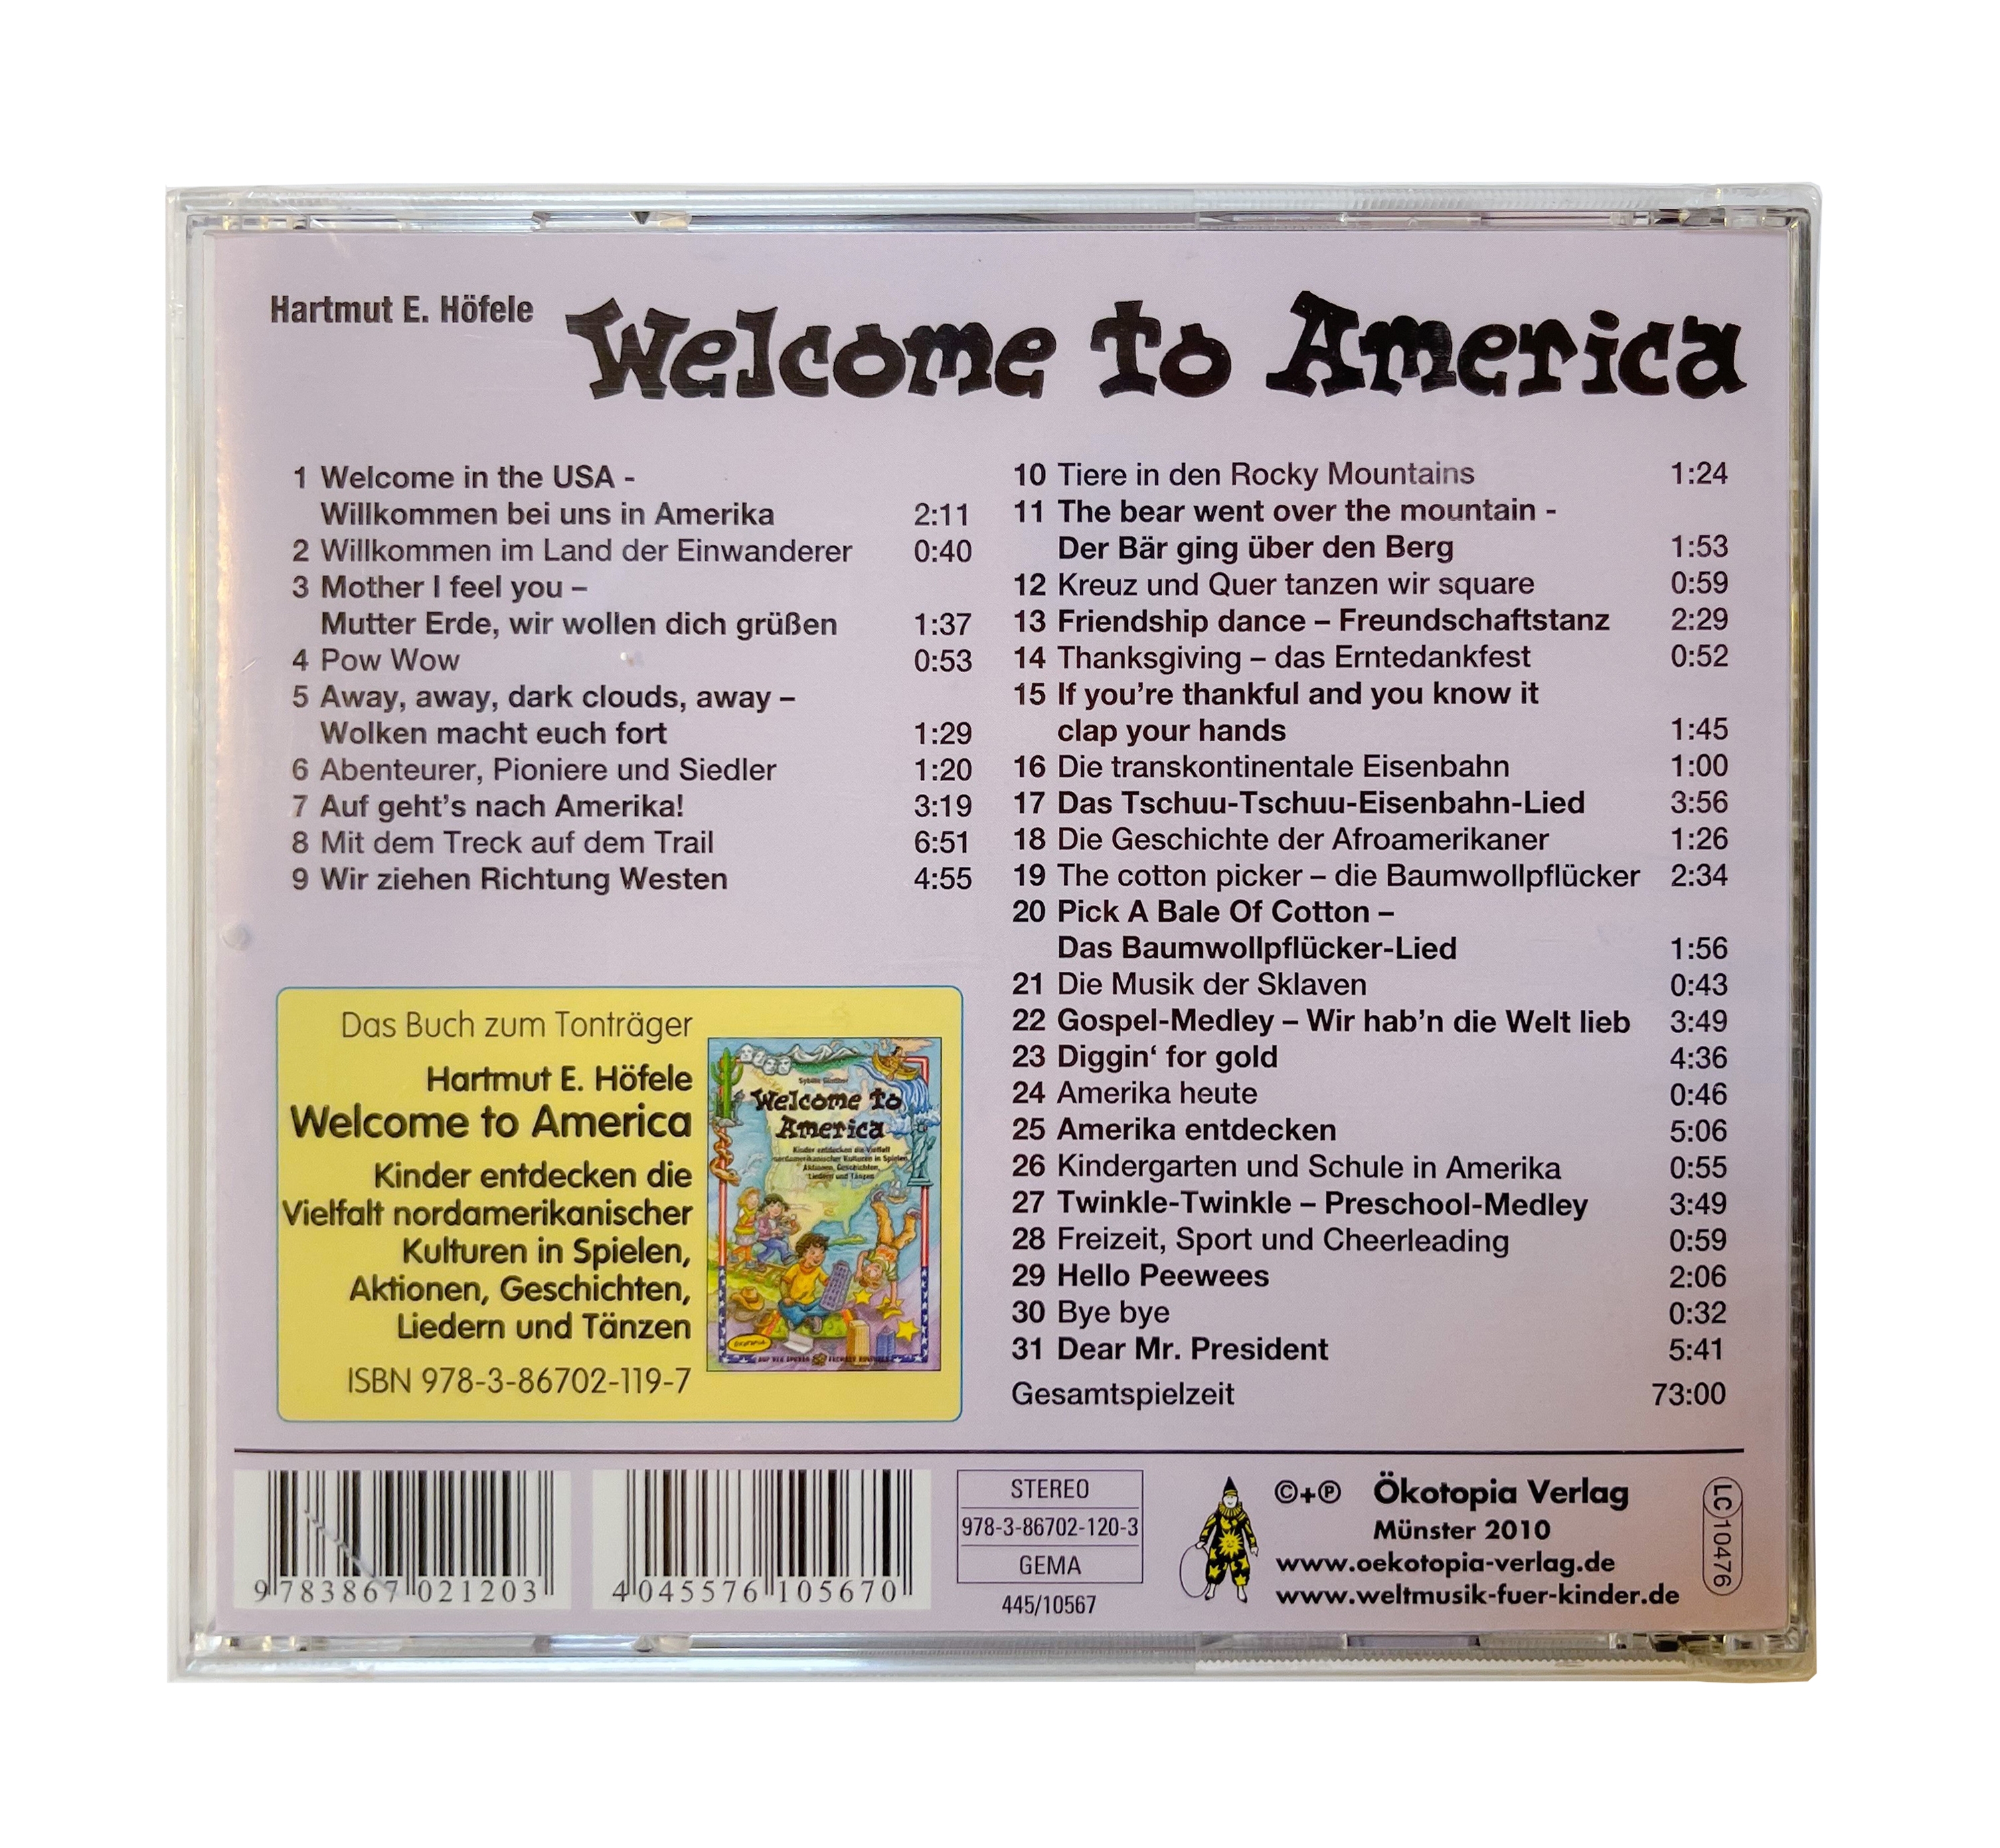 Hartmut E. Höfele
Welcome To America
1 Welcome in the USA -
Willkommen bei uns in Amerika 2:11
2 Willkommen im Land der Einwanderer 0:40
3 Mother I feel you –
Mutter Erde, wir wollen dich grüßen 1:37
4 Pow Wow 0:53
5 Away, away, dark clouds, away –
Wolken macht euch fort 1:29
6 Abenteurer, Pioniere und Siedler 1:20
7 Auf geht's nach Amerika! 3:19
8 Mit dem Treck auf dem Trail 6:51
9 Wir ziehen Richtung Westen 4:55
10 Tiere in den Rocky Mountains 1:24
11 The bear went over the mountain -
Der Bär ging über den Berg 1:53
12 Kreuz und Quer tanzen wir square 0:59
13 Friendship dance – Freundschaftstanz 2:29
14 Thanksgiving – das Erntedankfest 0:52
15 If you're thankful and you know it
clap your hands 1:45
16 Die transkontinentale Eisenbahn 1:00
17 Das Tschuu-Tschuu-Eisenbahn-Lied 3:56
18 Die Geschichte der Afroamerikaner 1:26
19 The cotton picker – die Baumwollpflücker 2:34
20 Pick A Bale Of Cotton –
Das Baumwollpflücker-Lied 1:56
21 Die Musik der Sklaven 0:43
22 Gospel-Medley – Wir hab'n die Welt lieb 3:49
23 Diggin‘ for gold 4:36
24 Amerika heute 0:46
25 Amerika entdecken 5:06
26 Kindergarten und Schule in Amerika 0:55
27 Twinkle-Twinkle – Preschool-Medley 3:49
28 Freizeit, Sport und Cheerleading 0:59
29 Hello Peewees 2:06
30 Bye bye 0:32
31 Dear Mr. President 5:41
Gesamtspielzeit 73:00
Das Buch zum Tonträger
Hartmut E. Höfele
Welcome to America
Kinder entdecken die
Vielfalt nordamerikanischer
Kulturen in Spielen,
Aktionen, Geschichten,
Liedern und Tänzen
ISBN 978-3-86702-119-7
Welcome To
America
Kinder entdecken die Vielfalt
nordamerikanischer Kulturen in Spielen,
Aktionen, Geschichten,
Liedern und Tänzen
9 783867 021203
4 045576 105670
STEREO
978-3-86702-120-3
GEMA
445/10567
©+℗ Ökotopia Verlag
Münster 2010
www.oekotopia-verlag.de
www.weltmusik-fuer-kinder.de
LC 10476